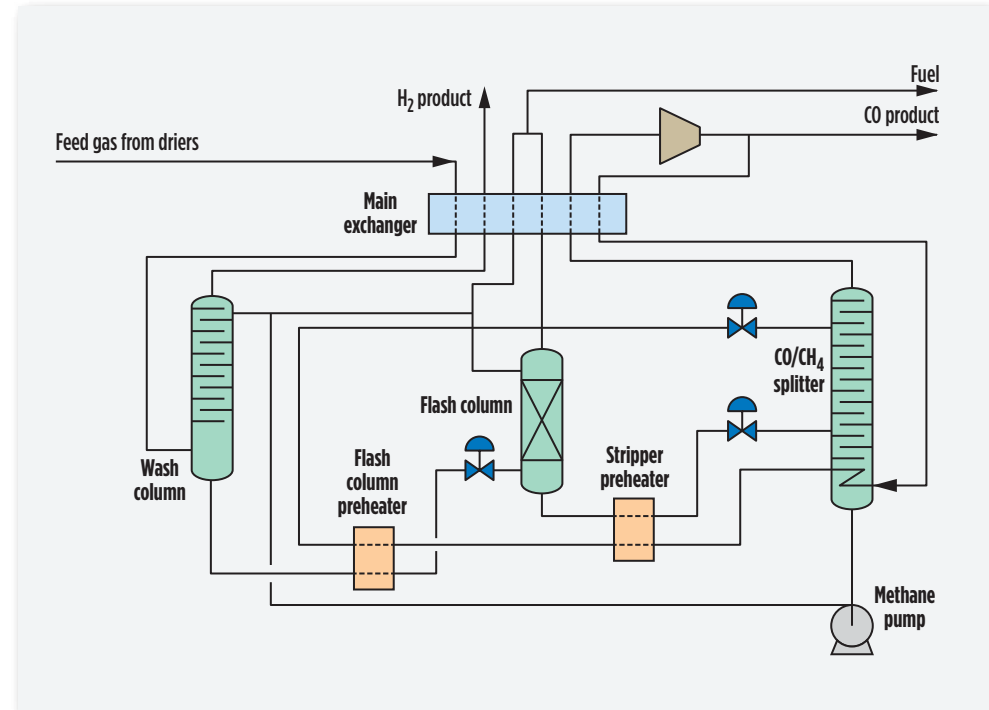 Fuel
H₂ product
CO product
Feed gas from driers
Main
exchanger
CO/CH₄
splitter
Flash column
Wash
column
Flash
column
preheater
Stripper
preheater
Methane
pump